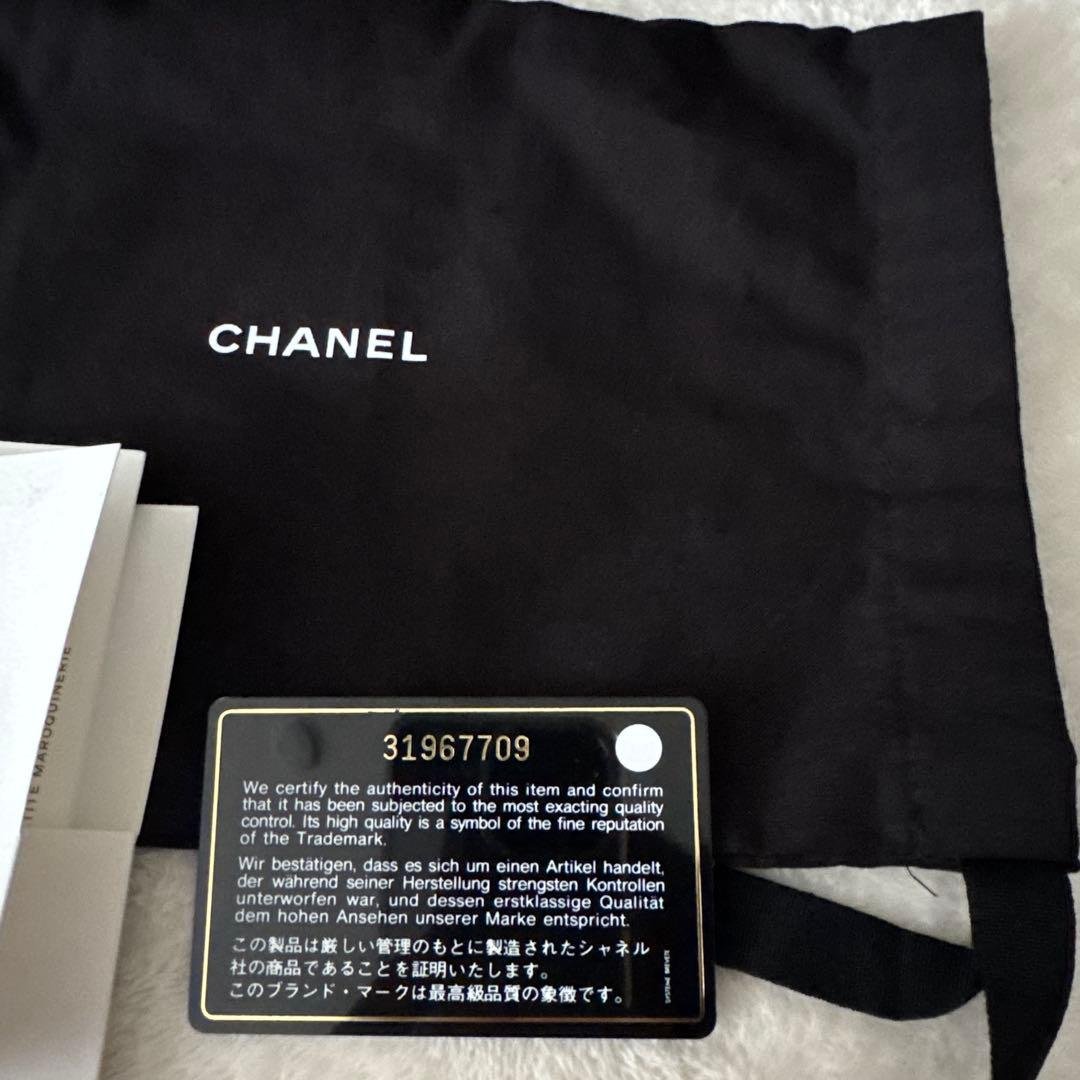 CHANEL
MAROQUINERIE
31967709
We certify the authenticity of this item and confirm
that it has been subjected to the most exacting quality
control. Its high quality is a symbol of the fine reputation
of the Trademark.
Wir bestätigen, dass es sich um einen Artikel handelt,
der während seiner Herstellung strengsten Kontrollen
unterworfen war, und dessen erstklassige Qualität
dem hohen Ansehen unserer Marke entspricht.
この製品は厳しい管理のもとに製造されたシャネル
社の商品であることを証明いたします。
このブランド・マークは最高級品質の象徴です。
SYSTEME BREVETE